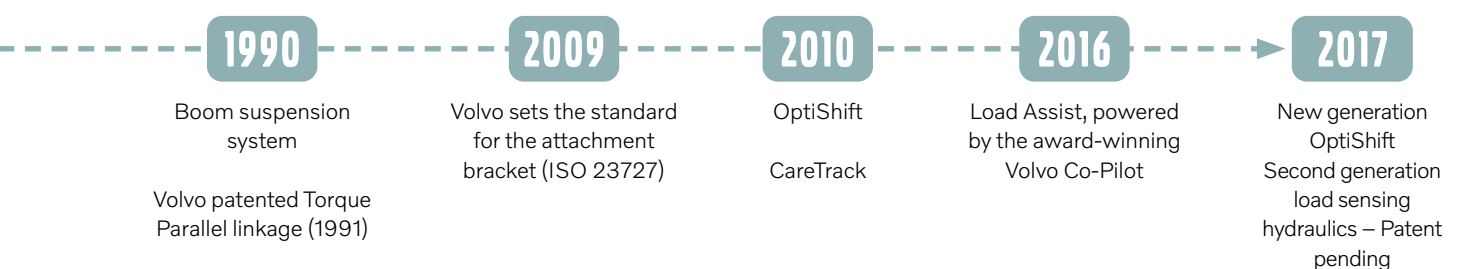 1990
Boom suspension
system
Volvo patented Torque
Parallel linkage (1991)
2009
Volvo sets the standard
for the attachment
bracket (ISO 23727)
2010
OptiShift
CareTrack
2016
Load Assist, powered
by the award-winning
Volvo Co-Pilot
2017
New generation
OptiShift
Second generation
load sensing
hydraulics – Patent
pending